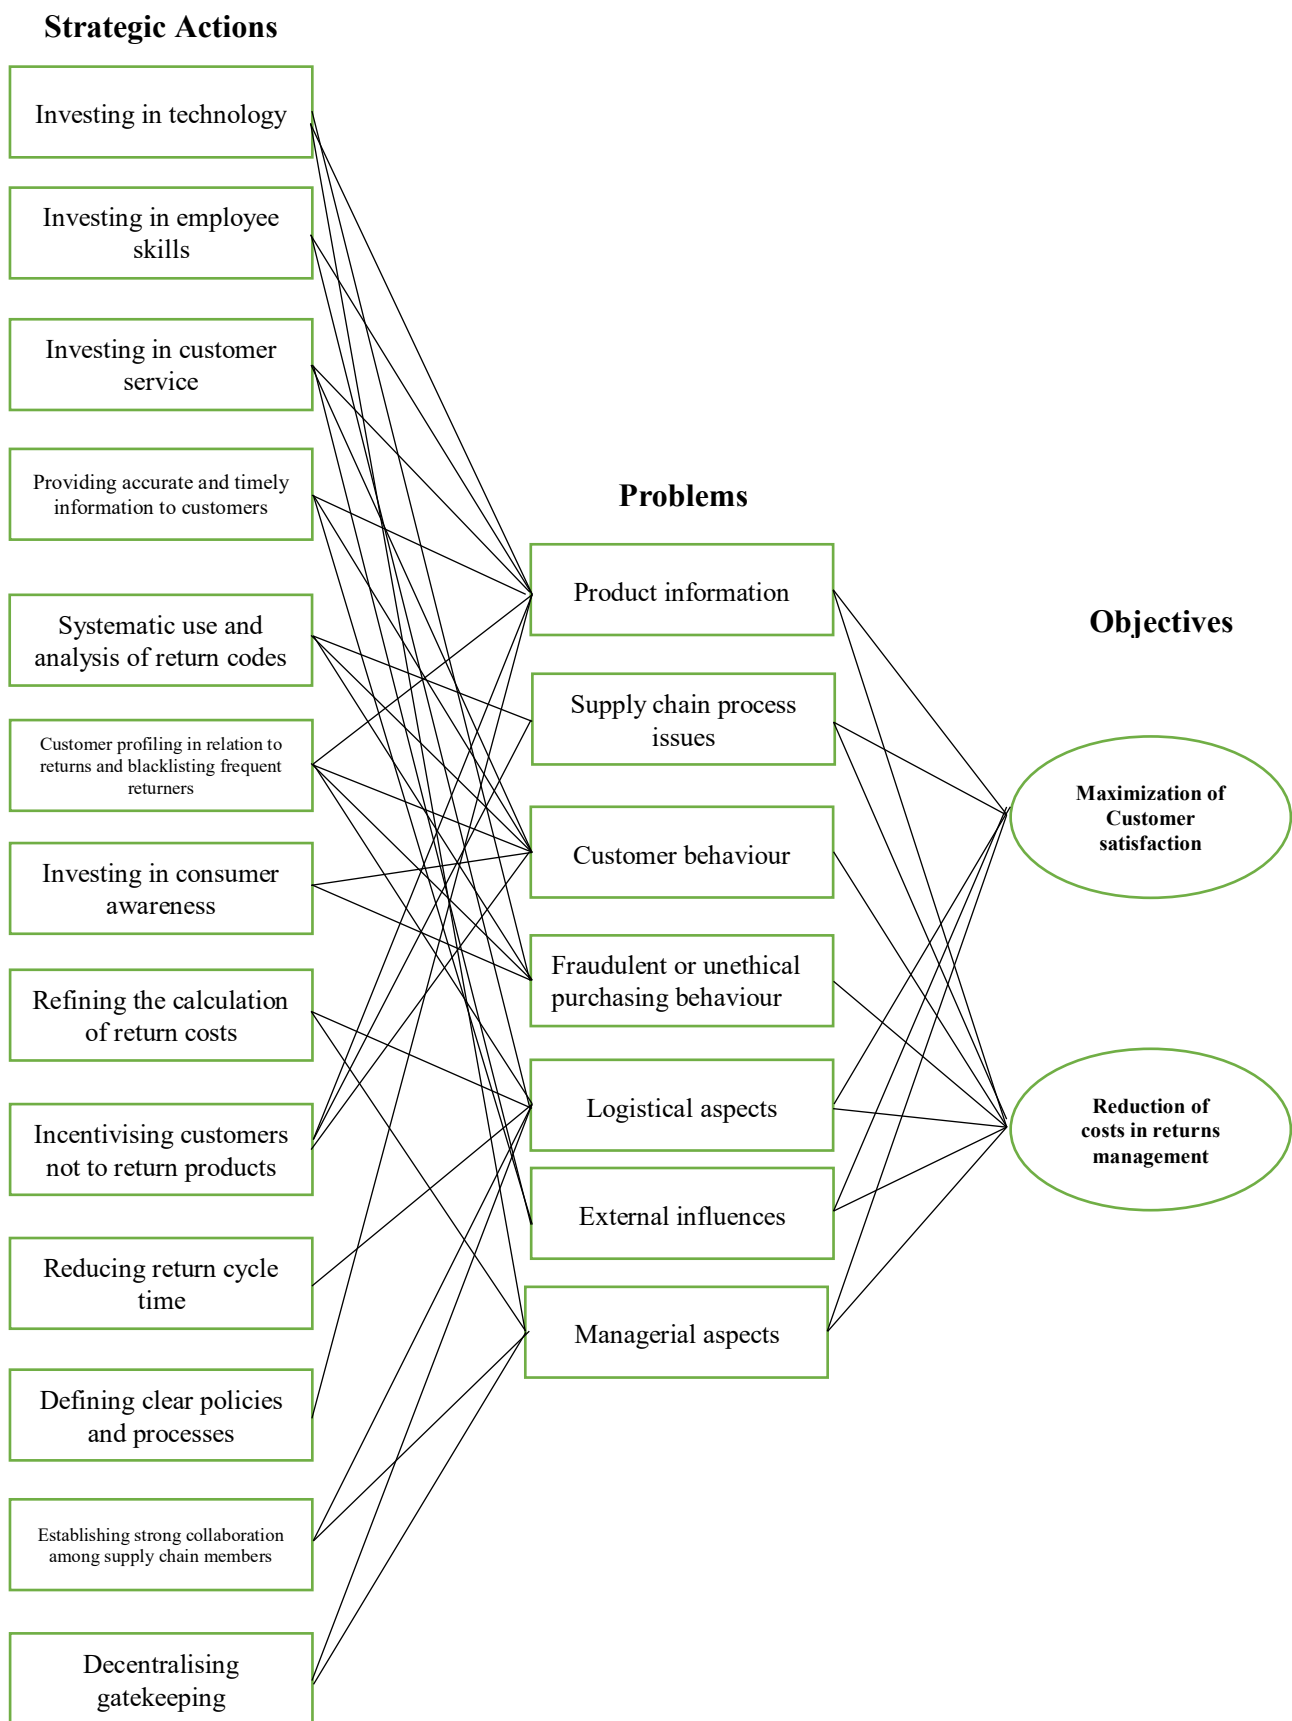 Strategic Actions
Investing in technology
Investing in employee
skills
Investing in customer
service
Providing accurate and timely
information to customers
Systematic use and
analysis of return codes
Customer profiling in relation to
returns and blacklisting frequent
returners
Investing in consumer
awareness
Refining the calculation
of return costs
Incentivising customers
not to return products
Reducing return cycle
time
Defining clear policies
and processes
Establishing strong collaboration
among supply chain members
Decentralising
gatekeeping
Problems
Product information
Supply chain process
issues
Customer behaviour
Fraudulent or unethical
purchasing behaviour
Logistical aspects
External influences
Managerial aspects
Objectives
Maximization of
Customer
satisfaction
Reduction of
costs in returns
management